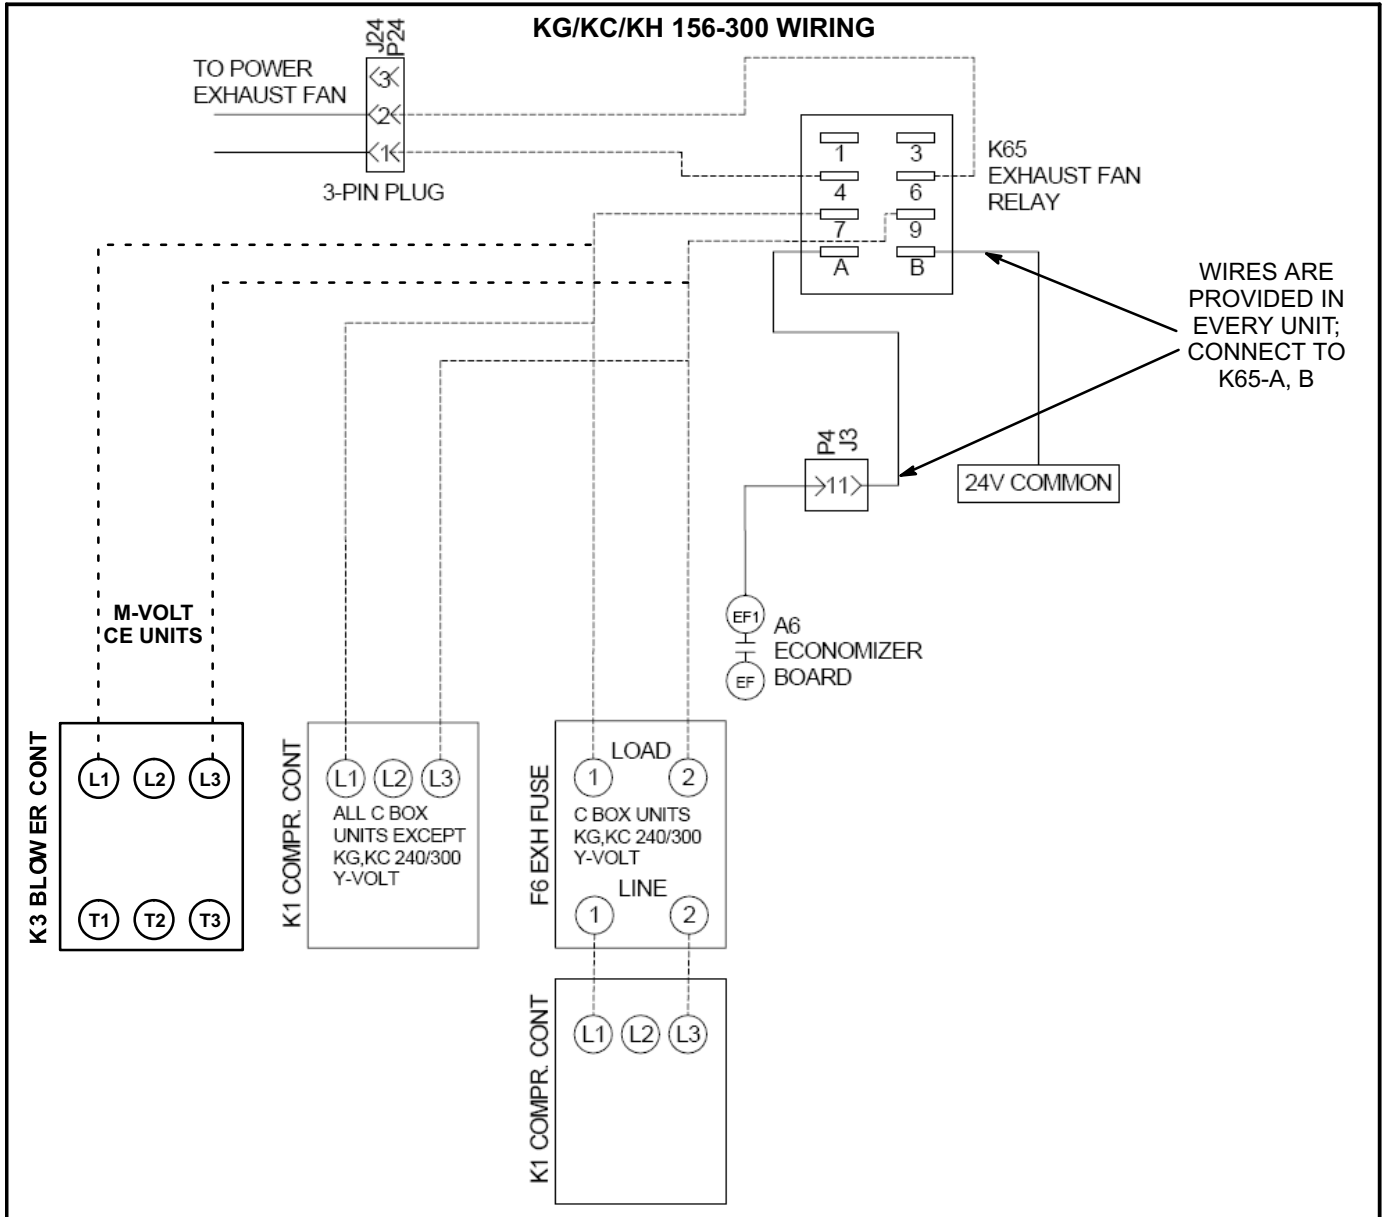 KG/KC/KH 156-300 WIRING
J24
P24
TO POWER
EXHAUST FAN
3
2
1
3-PIN PLUG
1
3
4
6
7
9
A
B
K65
EXHAUST FAN
RELAY
WIRES ARE
PROVIDED IN
EVERY UNIT;
CONNECT TO
K65-A, B
P4
J3
11
24V COMMON
EF1
EF
A6
ECONOMIZER
BOARD
M-VOLT
CE UNITS
K3 BLOWER CONT
L1 L2 L3
T1 T2 T3
K1 COMPR. CONT
L1 L2 L3
ALL C BOX
UNITS EXCEPT
KG,KC 240/300
Y-VOLT
F6 EXH FUSE
LOAD
1 2
C BOX UNITS
KG,KC 240/300
Y-VOLT
LINE
1 2
K1 COMPR. CONT
L1 L2 L3